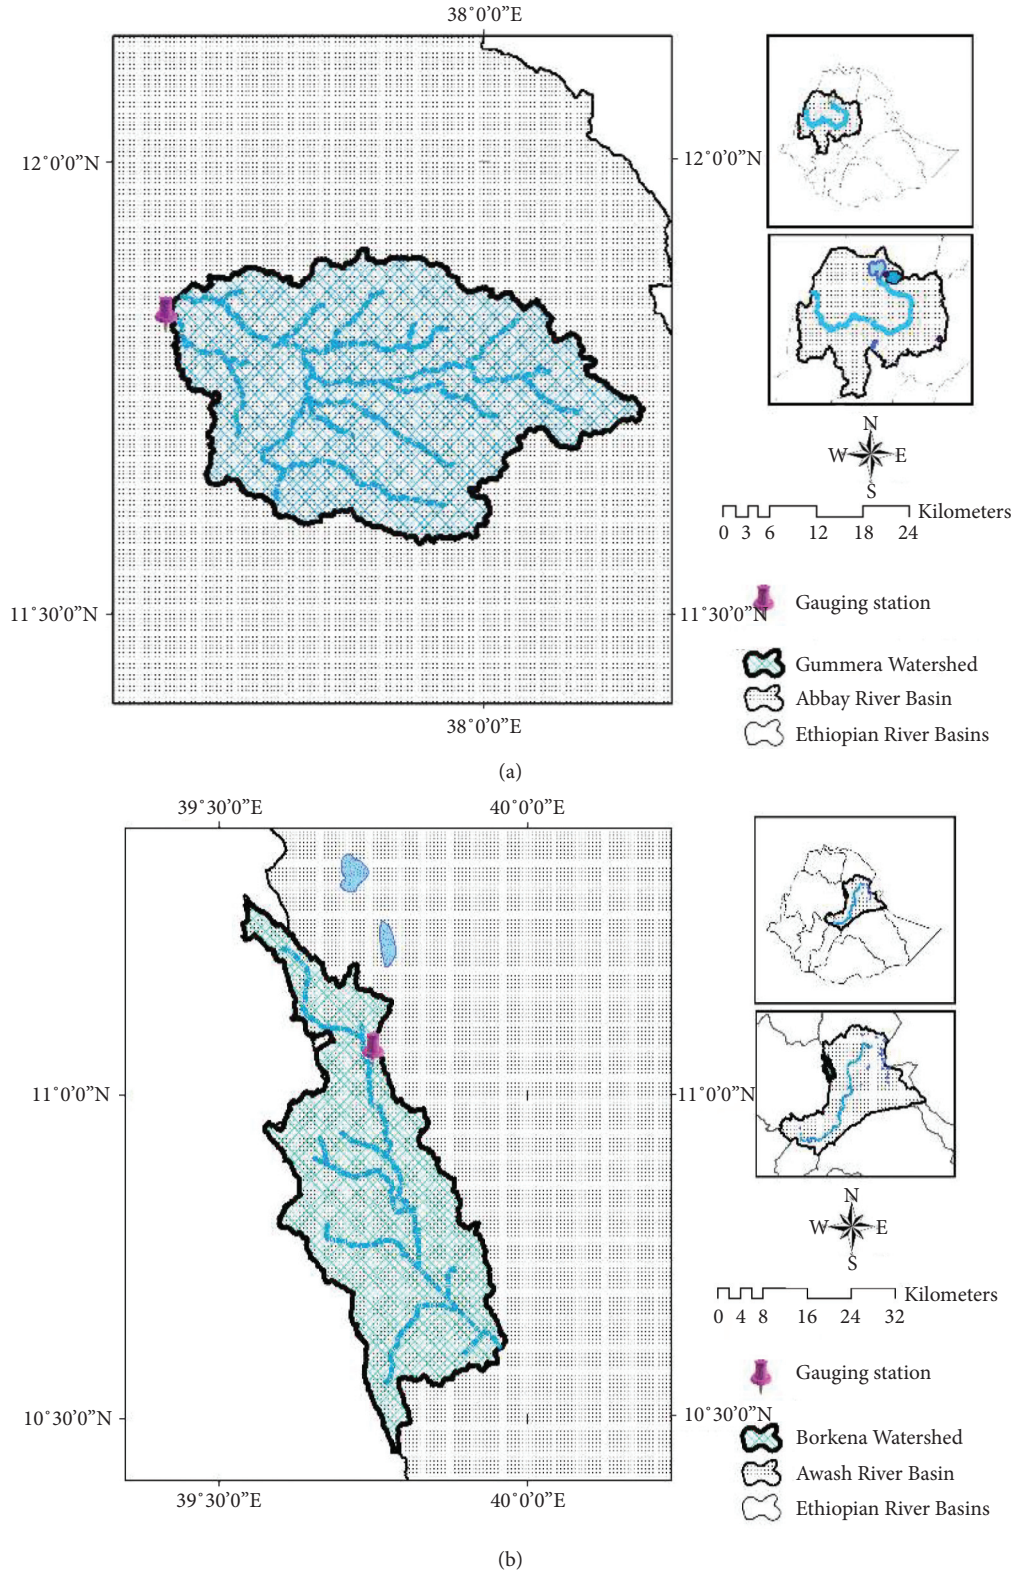 38˚0'0”E
12˚0'0”N
12˚0'0”N
N
W E
S
Kilometers
0 3 6 12 18 24
Gauging station
11˚30'0”N
11˚30'0”N
Gummera Watershed
Abbay River Basin
38˚0'0”E
Ethiopian River Basins
(a)
39˚30'0”E 40˚0'0”E
11˚0'0”N
11˚0'0”N
N
W E
S
Kilometers
0 4 8 16 24 32
Gauging station
10˚30'0”N
10˚30'0”N
Borkena Watershed
Awash River Basin
39˚30'0”E 40˚0'0”E
Ethiopian River Basins
(b)